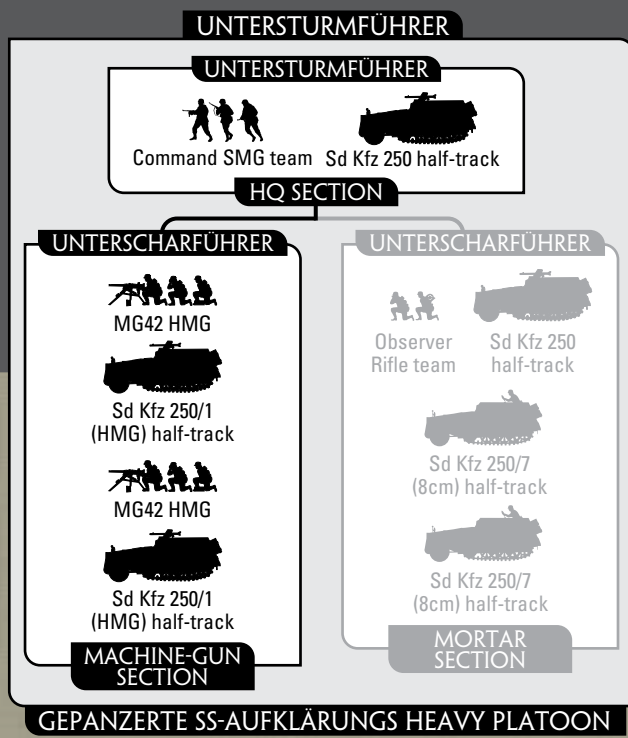 UNTERSTURMFÜHRER
UNTERSTURMFÜHRER
Command SMG team
Sd Kfz 250 half-track
HQ SECTION
UNTERSCHARFÜHRER
MG42 HMG
Sd Kfz 250/1
(HMG) half-track
MG42 HMG
Sd Kfz 250/1
(HMG) half-track
MACHINE-GUN
SECTION
UNTERSCHARFÜHRER
Observer
Rifle team
Sd Kfz 250
half-track
Sd Kfz 250/7
(8cm) half-track
Sd Kfz 250/7
(8cm) half-track
MORTAR
SECTION
GEPANZERTE SS-AUFKLÄRUNGS HEAVY PLATOON